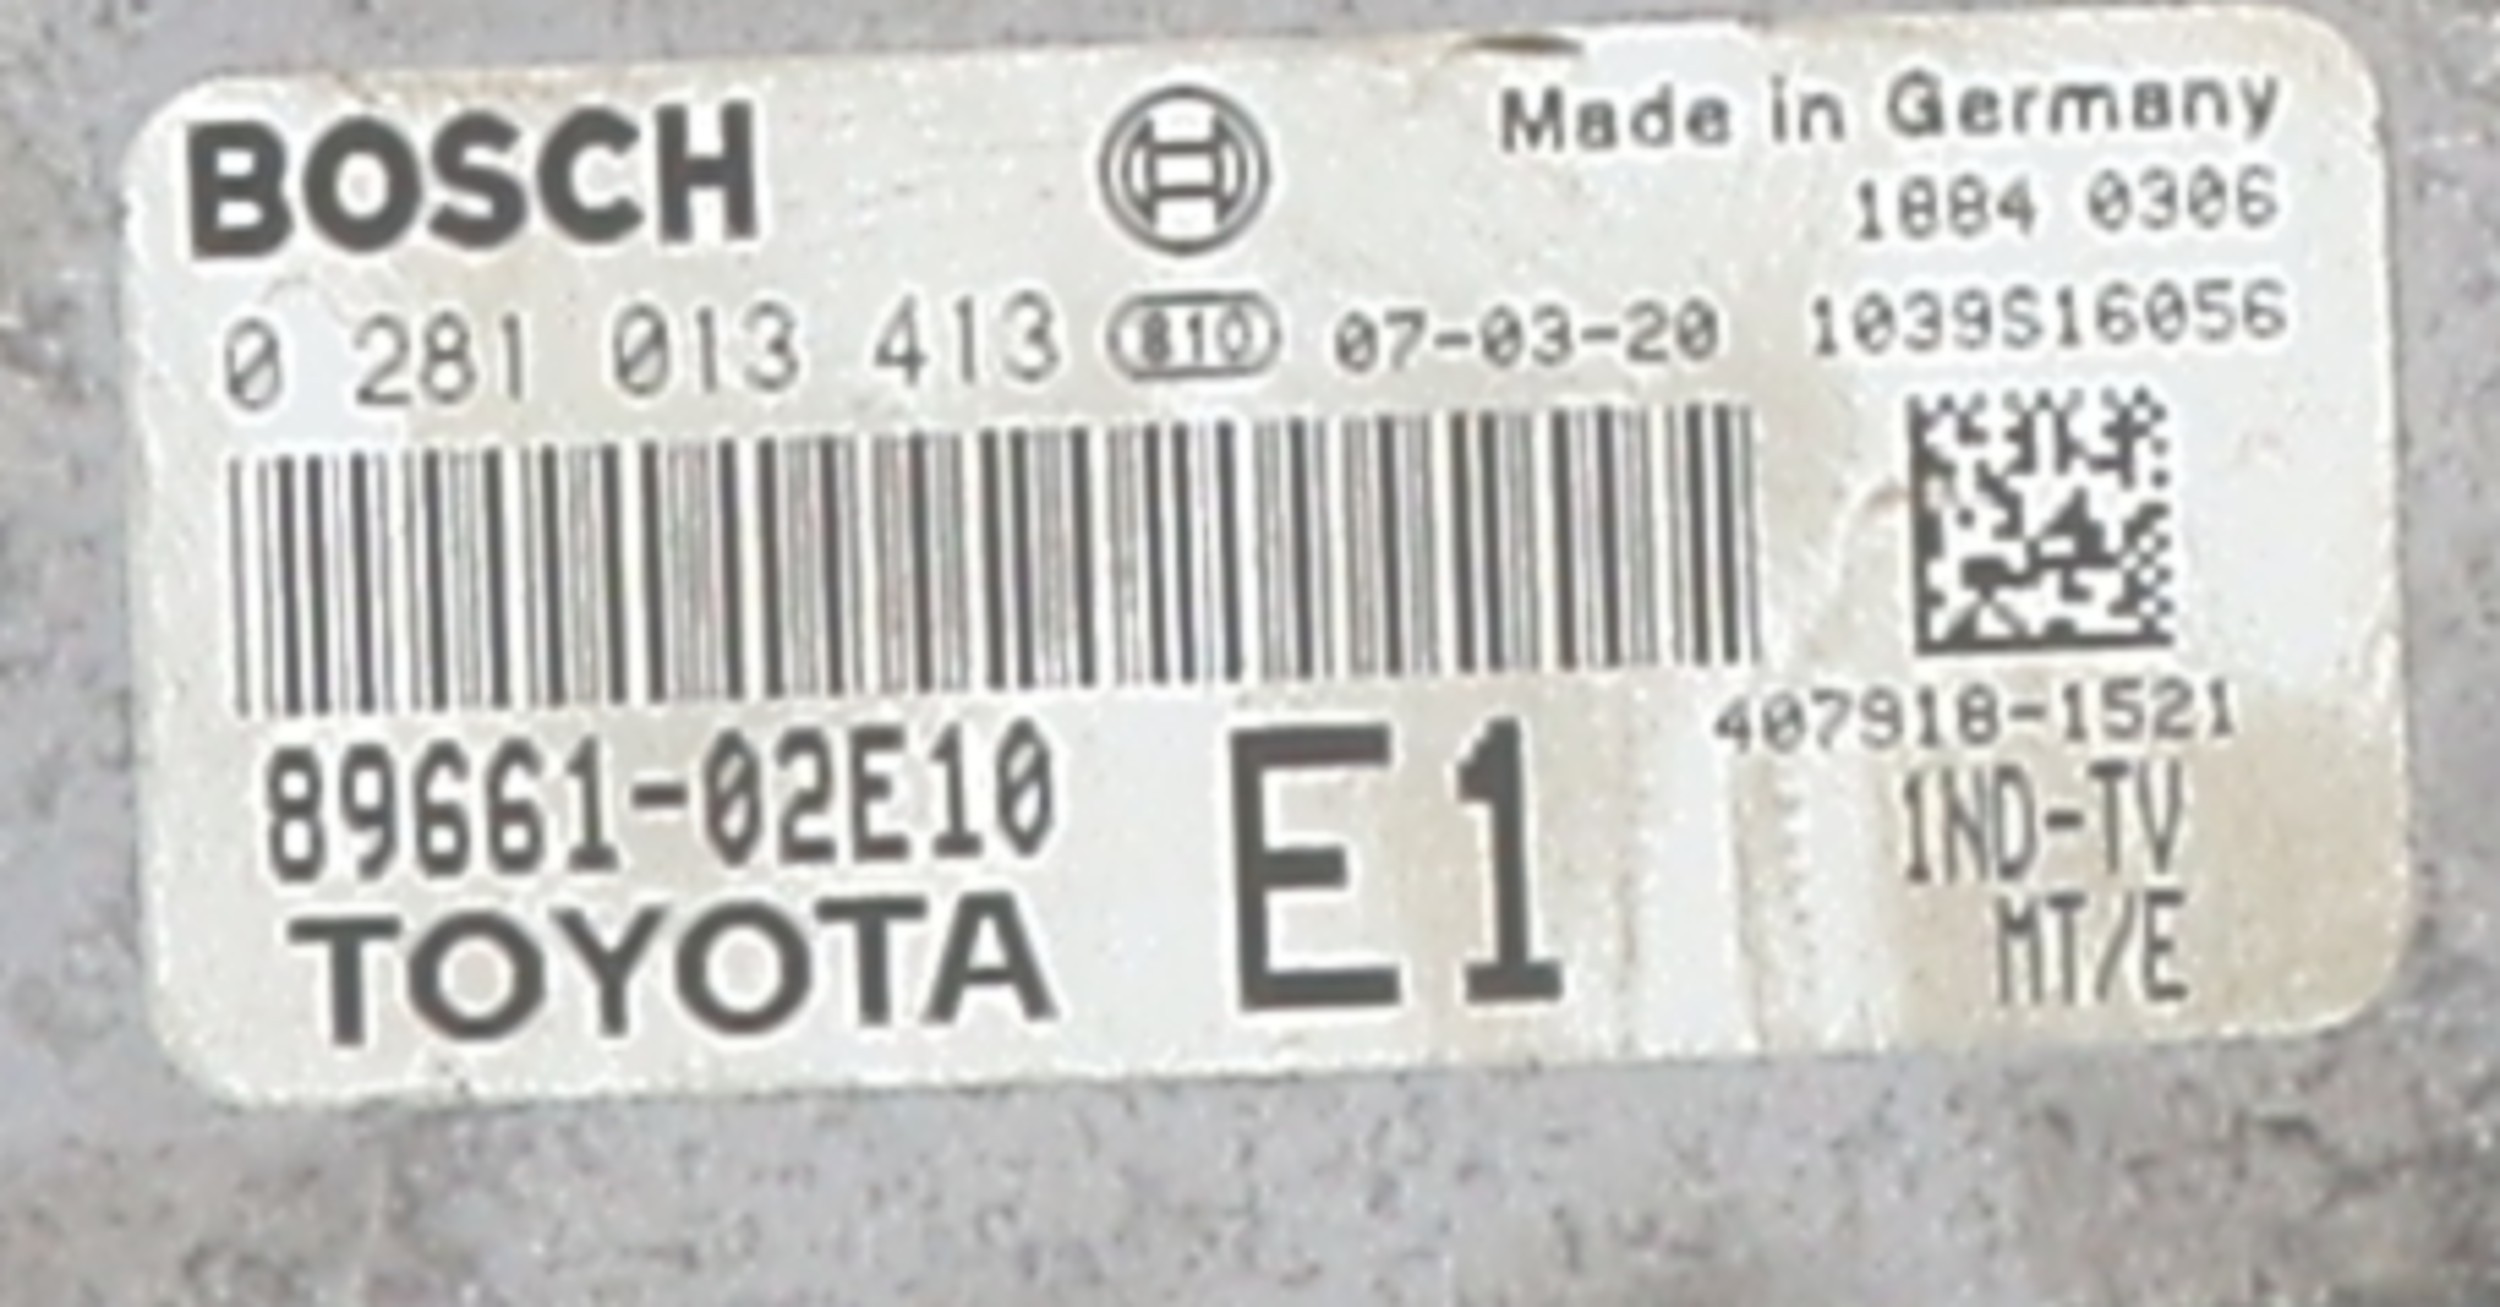 BOSCH
Made in Germany
1884 0306
0 281 013 413 810 07-03-20 1039S16056
407918-1521
89661-02E10 E1
1ND-TV
TOYOTA
MT/E